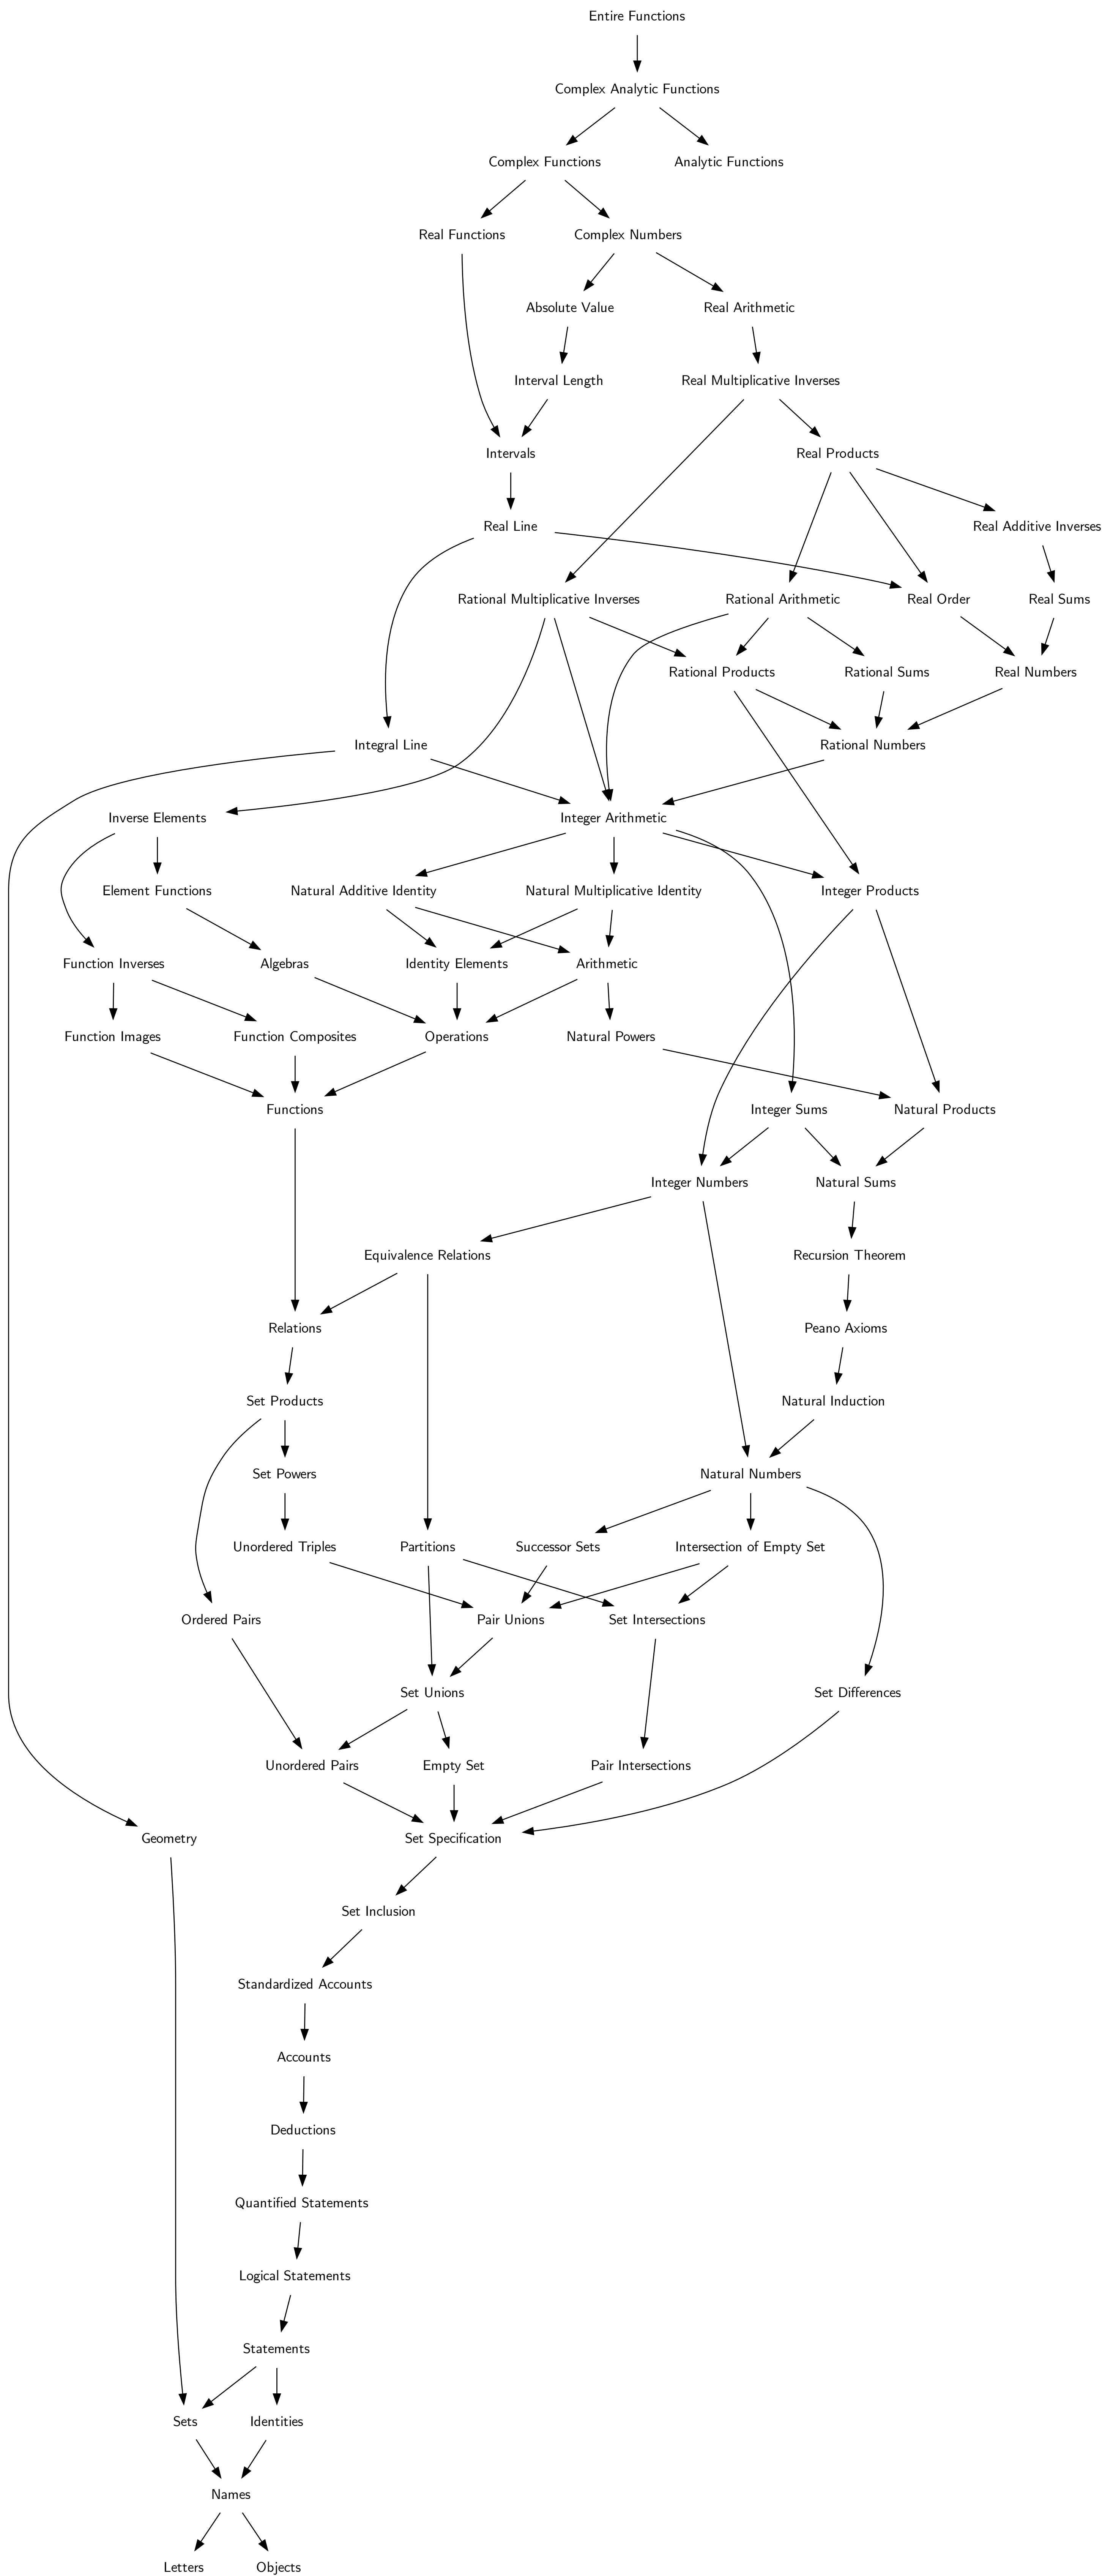 Entire Functions
Complex Analytic Functions
Complex Functions
Analytic Functions
Real Functions
Complex Numbers
Absolute Value
Real Arithmetic
Interval Length
Real Multiplicative Inverses
Intervals
Real Products
Real Line
Real Additive Inverses
Rational Multiplicative Inverses
Rational Arithmetic
Real Order
Real Sums
Rational Products
Rational Sums
Real Numbers
Integral Line
Rational Numbers
Inverse Elements
Integer Arithmetic
Element Functions
Natural Additive Identity
Natural Multiplicative Identity
Integer Products
Function Inverses
Algebras
Identity Elements
Arithmetic
Function Images
Function Composites
Operations
Natural Powers
Functions
Integer Sums
Natural Products
Integer Numbers
Natural Sums
Equivalence Relations
Recursion Theorem
Relations
Peano Axioms
Set Products
Natural Induction
Set Powers
Natural Numbers
Unordered Triples
Partitions
Successor Sets
Intersection of Empty Set
Ordered Pairs
Pair Unions
Set Intersections
Set Unions
Set Differences
Unordered Pairs
Empty Set
Pair Intersections
Geometry
Set Specification
Set Inclusion
Standardized Accounts
Accounts
Deductions
Quantified Statements
Logical Statements
Statements
Sets
Identities
Names
Letters
Objects